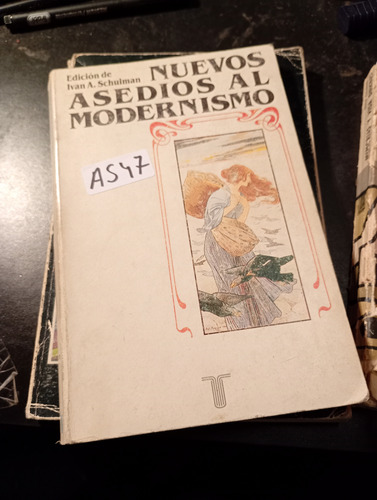 Edición de
Ivan A. Schulman
NUEVOS
ASEDIOS AL
MODERNISMO
AS47